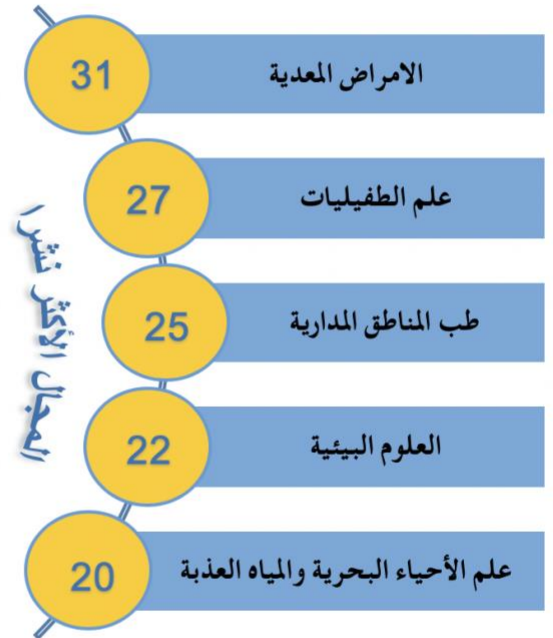 المجال الأكثر نشرا
31
الامراض المعدية
27
علم الطفيليات
25
طب المناطق المدارية
22
العلوم البيئية
20
علم الأحياء البحرية والمياه العذبة